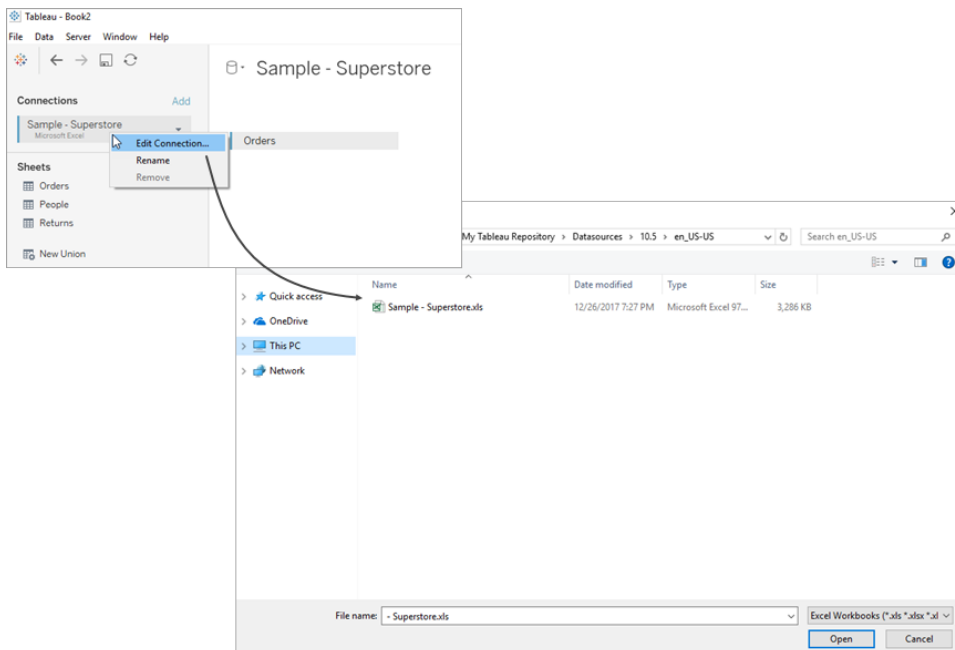 Tableau - Book2
File Data Server Window Help
Sample - Superstore
Connections Add
Sample - Superstore
Microsoft Excel
Edit Connection...
Rename
Remove
Orders
Sheets
Orders
People
Returns
New Union
My Tableau Repository > Datasources > 10.5 > en_US-US
Search en_US-US
Name Date modified Type Size
Sample - Superstore.xls 12/26/2017 7:27 PM Microsoft Excel 97... 3,286 KB
Quick access
OneDrive
This PC
Network
File name: - Superstore.xls Excel Workbooks (*.xls *.xlsx *.xl
Open Cancel